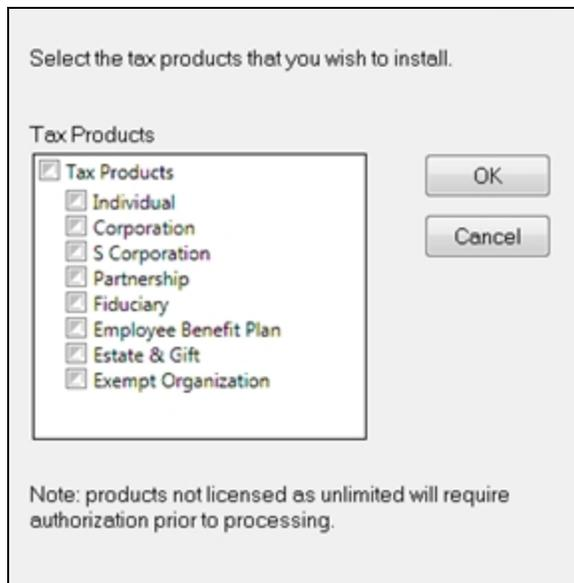 Select the tax products that you wish to install.
Tax Products
Tax Products
Individual
Corporation
S Corporation
Partnership
Fiduciary
Employee Benefit Plan
Estate & Gift
Exempt Organization
OK
Cancel
Note: products not licensed as unlimited will require
authorization prior to processing.